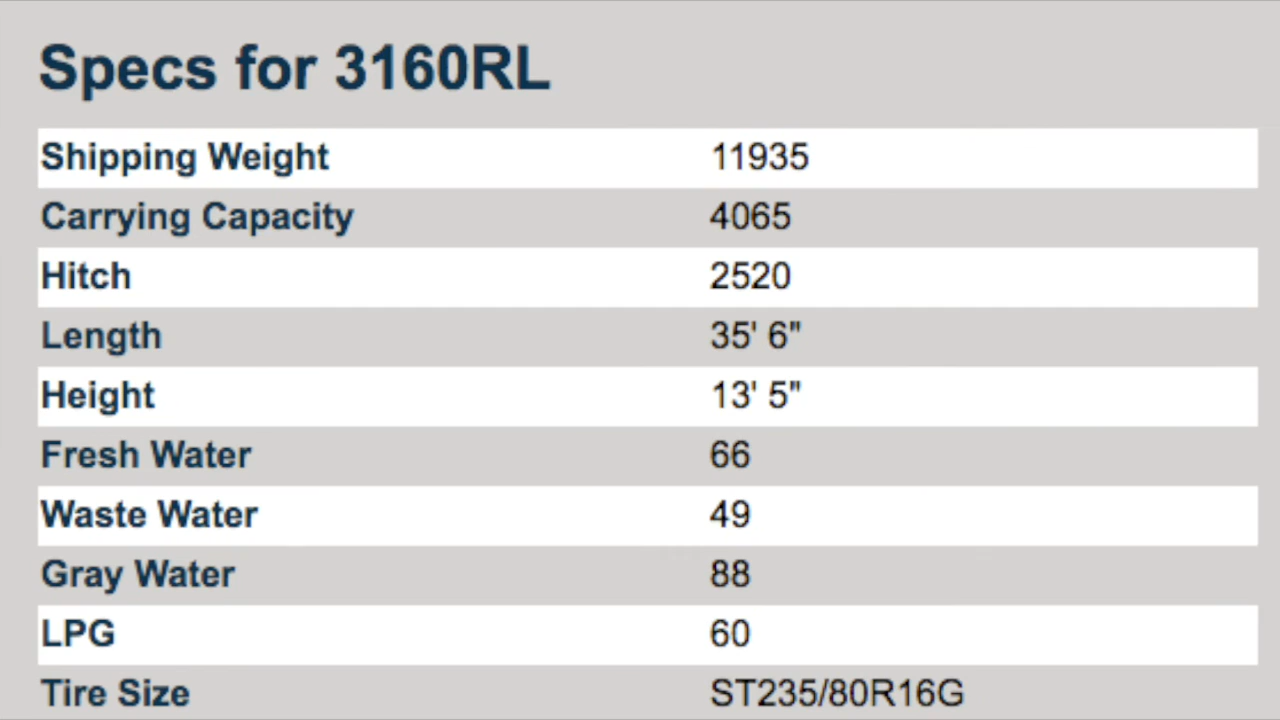 Specs for 3160RL
Shipping Weight 11935
Carrying Capacity 4065
Hitch 2520
Length 35' 6"
Height 13' 5"
Fresh Water 66
Waste Water 49
Gray Water 88
LPG 60
Tire Size ST235/80R16G